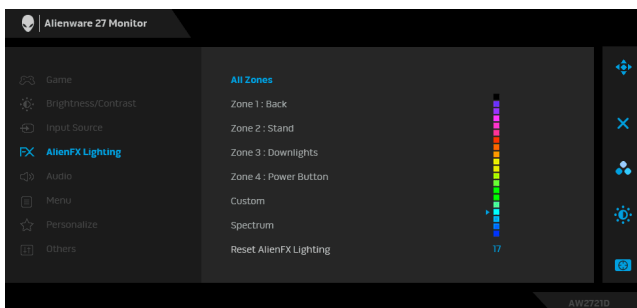 Alienware 27 Monitor
Game
Brightness/Contrast
Input Source
FX AlienFX Lighting
Audio
Menu
Personalize
Others
All Zones
Zone 1 : Back
Zone 2 : Stand
Zone 3 : Downlights
Zone 4 : Power Button
Custom
Spectrum
Reset AlienFX Lighting
17
AW2721D